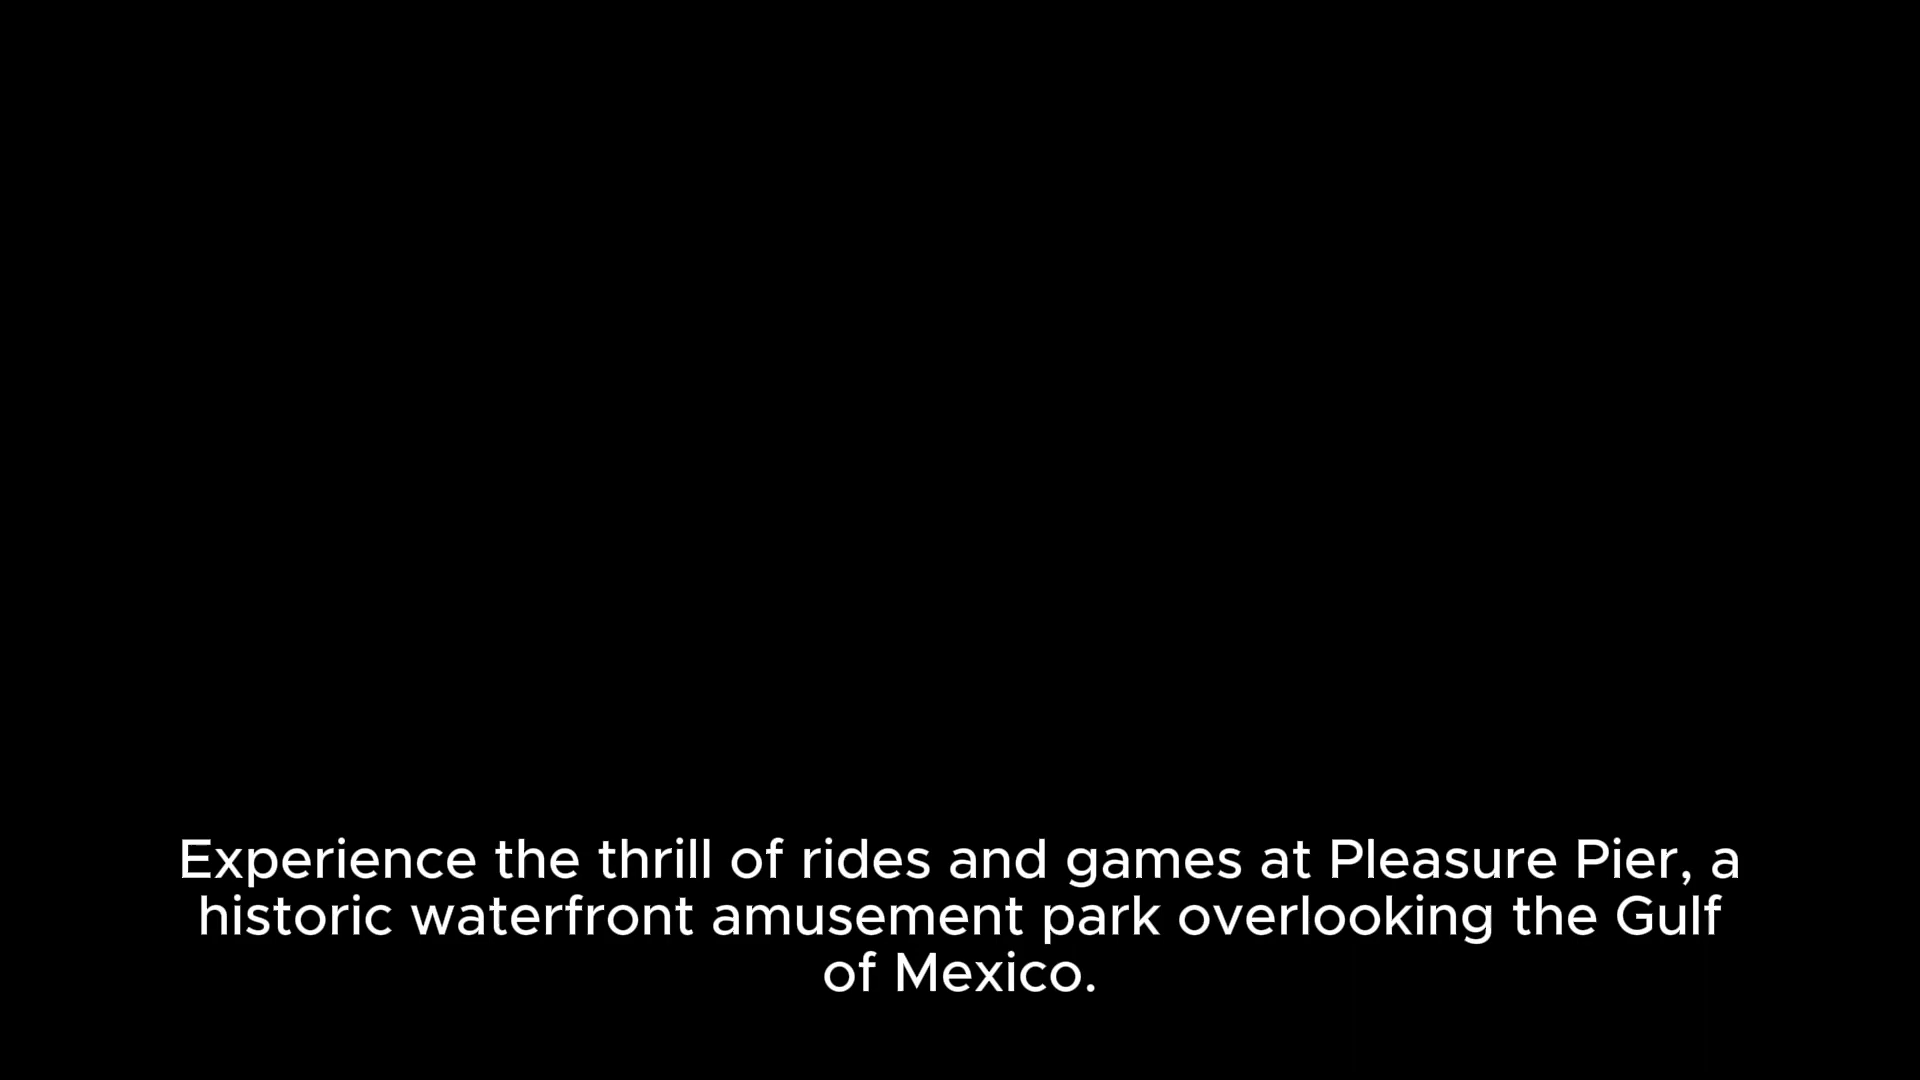 Experience the thrill of rides and games at Pleasure Pier, a
historic waterfront amusement park overlooking the Gulf
of Mexico.